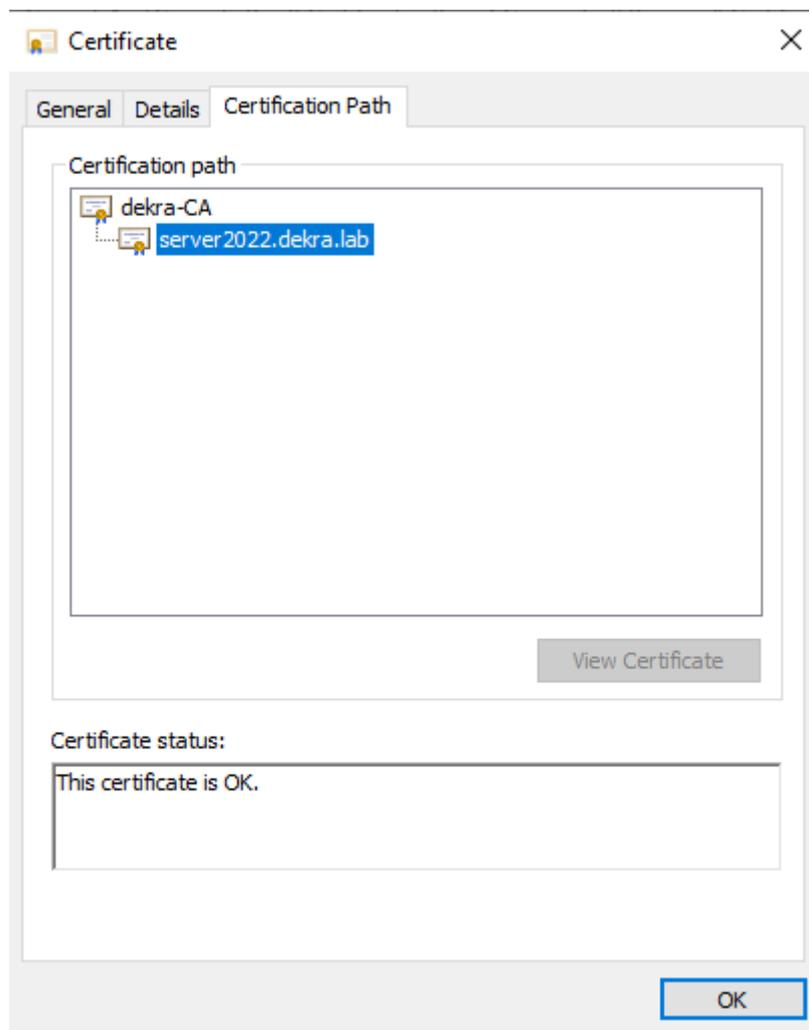 Certificate
General Details Certification Path
Certification path
dekra-CA
server2022.dekra.lab
View Certificate
Certificate status:
This certificate is OK.
OK